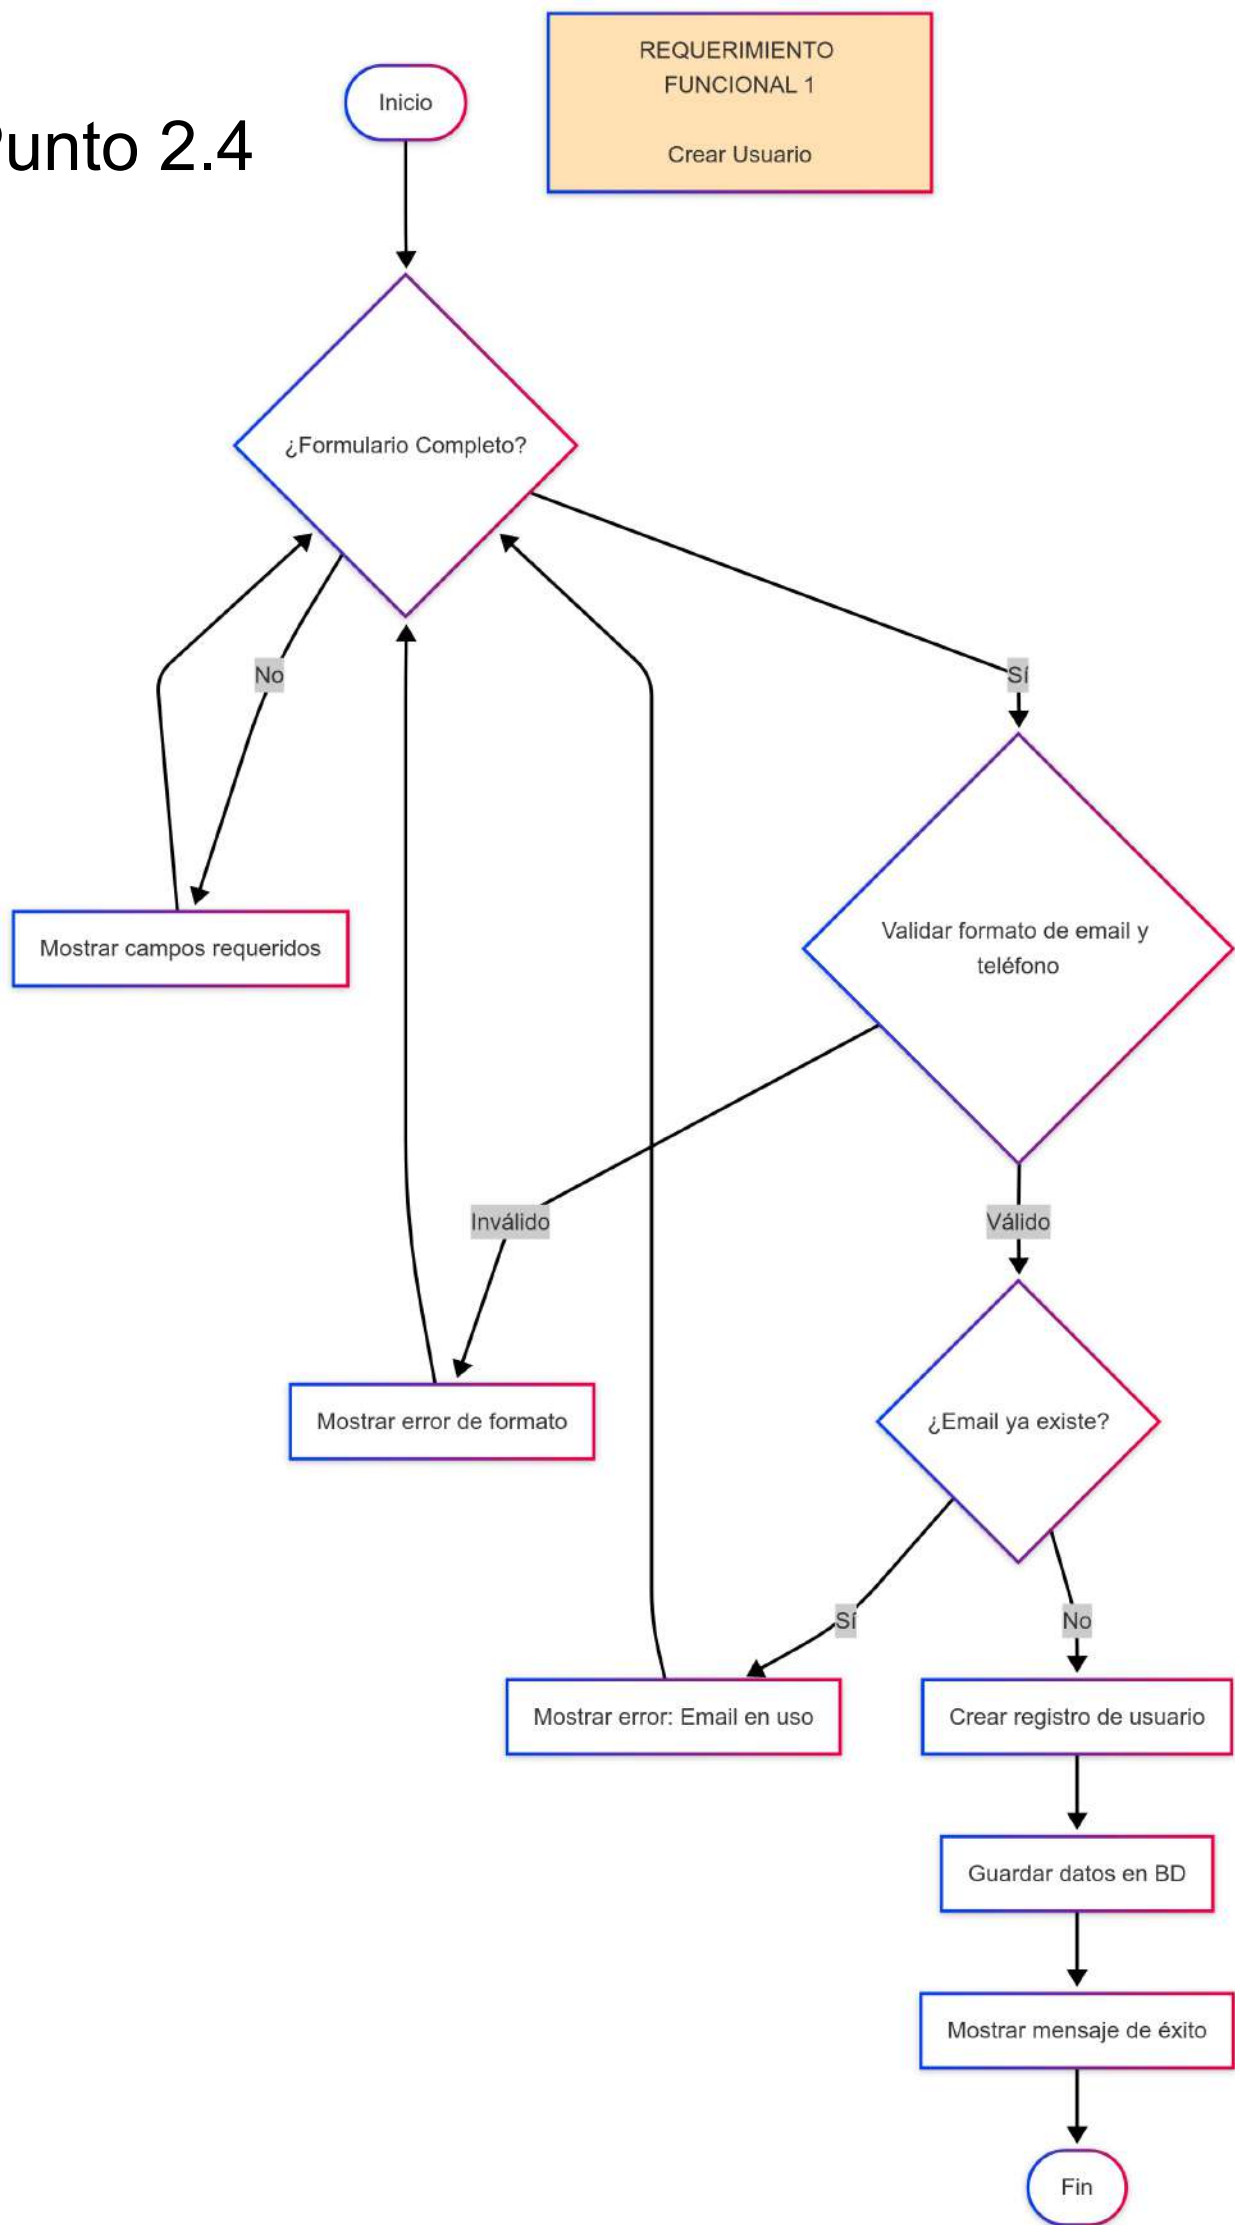 REQUERIMIENTO
FUNCIONAL 1
Crear Usuario
Inicio
Punto 2.4
¿Formulario Completo?
No
Sí
Mostrar campos requeridos
Validar formato de email y
teléfono
Inválido
Válido
Mostrar error de formato
¿Email ya existe?
Sí
No
Mostrar error: Email en uso
Crear registro de usuario
Guardar datos en BD
Mostrar mensaje de éxito
Fin